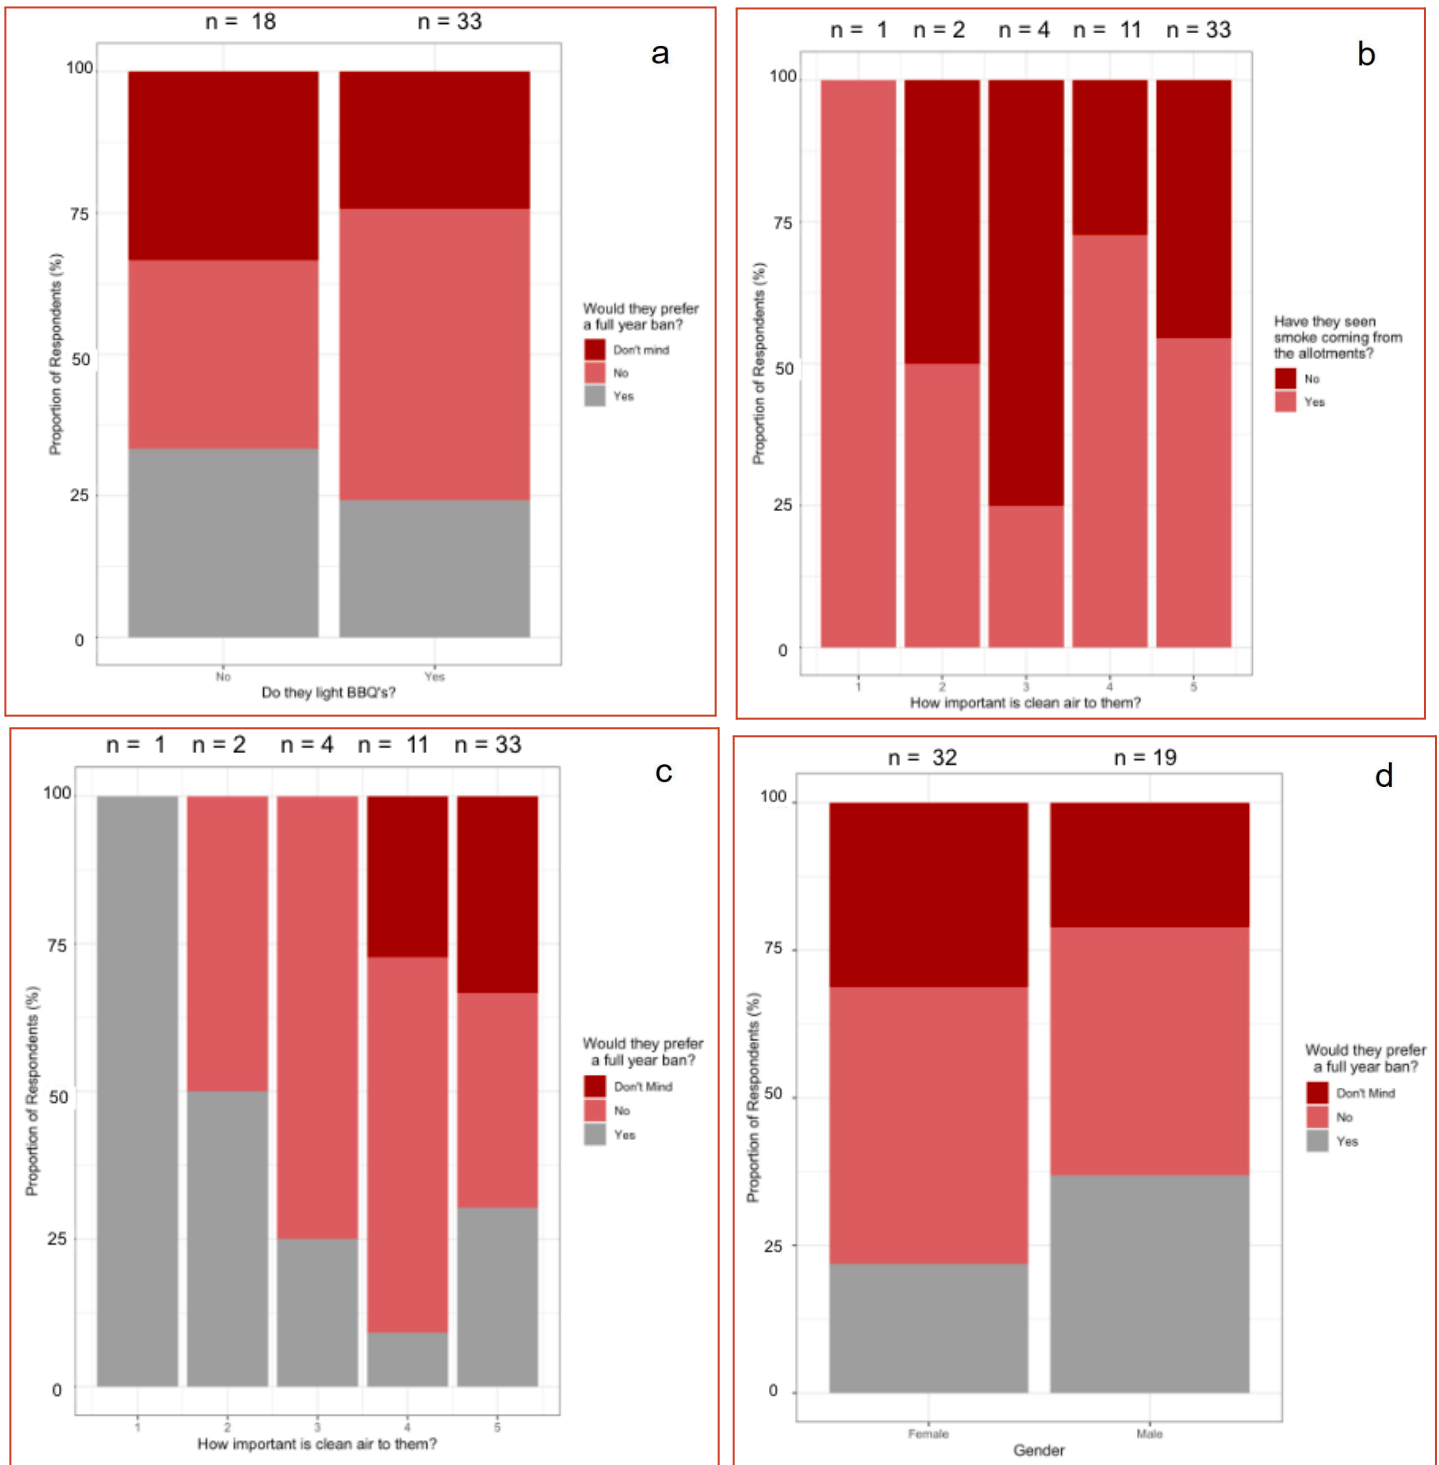 n = 18 n = 33
a
100
75
50
25
0
Proportion of Respondents (%)
No Yes
Do they light BBQ's?
Would they prefer
a full year ban?
Don't mind
No
Yes
n = 1 n = 2 n = 4 n = 11 n = 33
b
100
75
50
25
0
Proportion of Respondents (%)
1 2 3 4 5
How important is clean air to them?
Have they seen
smoke coming from
the allotments?
No
Yes
n = 1 n = 2 n = 4 n = 11 n = 33
c
100
75
50
25
0
Proportion of Respondents (%)
1 2 3 4 5
How important is clean air to them?
Would they prefer
a full year ban?
Don't Mind
No
Yes
n = 32 n = 19
d
100
75
50
25
0
Proportion of Respondents (%)
Female Male
Gender
Would they prefer
a full year ban?
Don't Mind
No
Yes